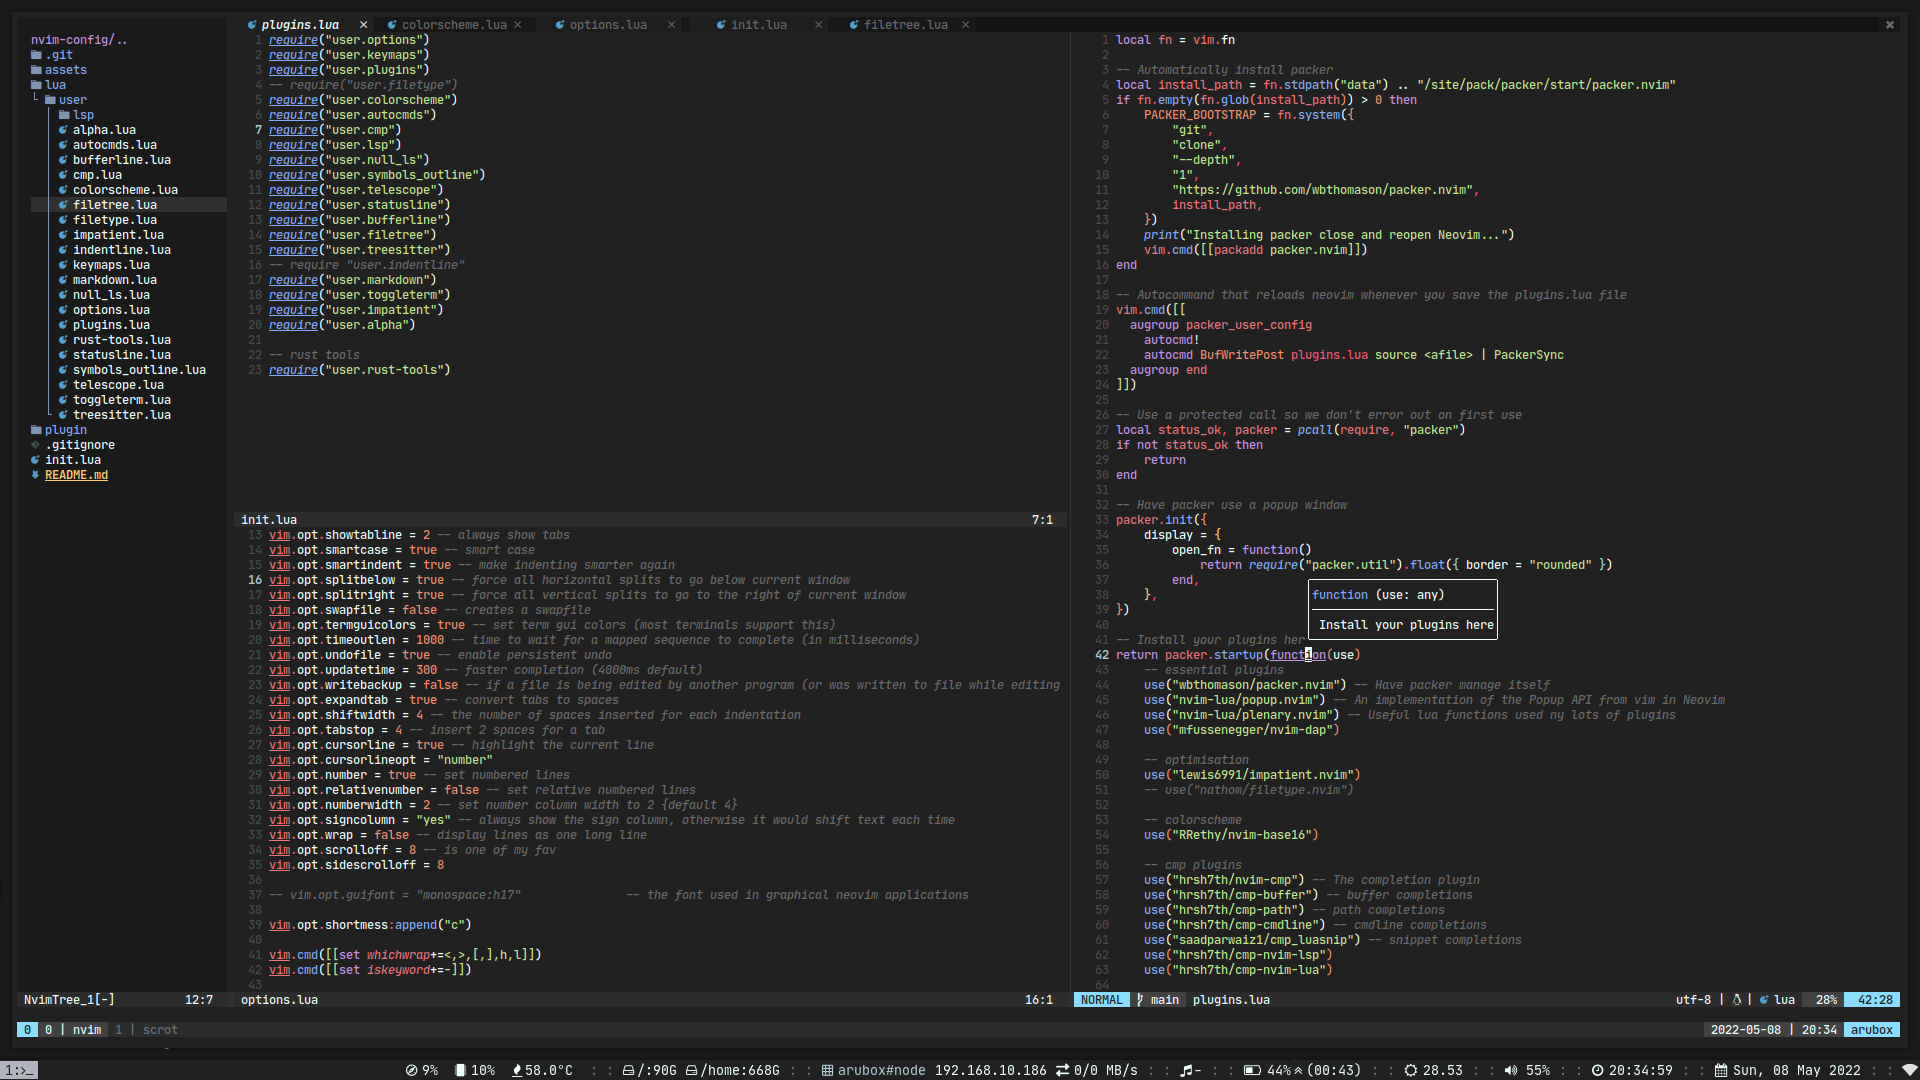 plugins.lua × colorscheme.lua × options.lua × init.lua × filetree.lua ×
nvim-config/..
.git
assets
lua
user
lsp
alpha.lua
autocmds.lua
bufferline.lua
cmp.lua
colorscheme.lua
filetree.lua
filetype.lua
impatient.lua
indentline.lua
keymaps.lua
markdown.lua
null_ls.lua
options.lua
plugins.lua
rust-tools.lua
statusline.lua
symbols_outline.lua
telescope.lua
toggleterm.lua
treesitter.lua
plugin
.gitignore
init.lua
README.md
NvimTree_1[-] 12:7
1 require("user.options")
2 require("user.keymaps")
3 require("user.plugins")
4 -- require("user.filetype")
5 require("user.colorscheme")
6 require("user.autocmds")
7 require("user.cmp")
8 require("user.lsp")
9 require("user.null_ls")
10 require("user.symbols_outline")
11 require("user.telescope")
12 require("user.statusline")
13 require("user.bufferline")
14 require("user.filetree")
15 require("user.treesitter")
16 -- require "user.indentline"
17 require("user.markdown")
18 require("user.toggleterm")
19 require("user.impatient")
20 require("user.alpha")
21
22 -- rust tools
23 require("user.rust-tools")
init.lua 7:1
13 vim.opt.showtabline = 2 -- always show tabs
14 vim.opt.smartcase = true -- smart case
15 vim.opt.smartindent = true -- make indenting smarter again
16 vim.opt.splitbelow = true -- force all horizontal splits to go below current window
17 vim.opt.splitright = true -- force all vertical splits to go to the right of current window
18 vim.opt.swapfile = false -- creates a swapfile
19 vim.opt.termguicolors = true -- set term gui colors (most terminals support this)
20 vim.opt.timeoutlen = 1000 -- time to wait for a mapped sequence to complete (in milliseconds)
21 vim.opt.undofile = true -- enable persistent undo
22 vim.opt.updatetime = 300 -- faster completion (4000ms default)
23 vim.opt.writebackup = false -- if a file is being edited by another program (or was written to file while editing
24 vim.opt.expandtab = true -- convert tabs to spaces
25 vim.opt.shiftwidth = 4 -- the number of spaces inserted for each indentation
26 vim.opt.tabstop = 4 -- insert 2 spaces for a tab
27 vim.opt.cursorline = true -- highlight the current line
28 vim.opt.cursorlineopt = "number"
29 vim.opt.number = true -- set numbered lines
30 vim.opt.relativenumber = false -- set relative numbered lines
31 vim.opt.numberwidth = 2 -- set number column width to 2 {default 4}
32 vim.opt.signcolumn = "yes" -- always show the sign column, otherwise it would shift text each time
33 vim.opt.wrap = false -- display lines as one long line
34 vim.opt.scrolloff = 8 -- is one of my fav
35 vim.opt.sidescrolloff = 8
36
37 -- vim.opt.guifont = "monospace:h17" -- the font used in graphical neovim applications
38
39 vim.opt.shortmess:append("c")
40
41 vim.cmd([[set whichwrap+=<,>,[,],h,l]])
42 vim.cmd([[set iskeyword+=-]])
43
options.lua 16:1
1 local fn = vim.fn
2
3 -- Automatically install packer
4 local install_path = fn.stdpath("data") .. "/site/pack/packer/start/packer.nvim"
5 if fn.empty(fn.glob(install_path)) > 0 then
6 PACKER_BOOTSTRAP = fn.system({
7 "git",
8 "clone",
9 "--depth",
10 "1",
11 "https://github.com/wbthomason/packer.nvim",
12 install_path,
13 })
14 print("Installing packer close and reopen Neovim...")
15 vim.cmd([[packadd packer.nvim]])
16 end
17
18 -- Autocommand that reloads neovim whenever you save the plugins.lua file
19 vim.cmd([[
20 augroup packer_user_config
21 autocmd!
22 autocmd BufWritePost plugins.lua source <afile> | PackerSync
23 augroup end
24 ]])
25
26 -- Use a protected call so we don't error out on first use
27 local status_ok, packer = pcall(require, "packer")
28 if not status_ok then
29 return
30 end
31
32 -- Have packer use a popup window
33 packer.init({
34 display = {
35 open_fn = function()
36 return require("packer.util").float({ border = "rounded" })
37 end,
38 },
39 })
40
function (use: any)
Install your plugins here
41 -- Install your plugins her
42 return packer.startup(function(use)
43 -- essential plugins
44 use("wbthomason/packer.nvim") -- Have packer manage itself
45 use("nvim-lua/popup.nvim") -- An implementation of the Popup API from vim in Neovim
46 use("nvim-lua/plenary.nvim") -- Useful lua functions used ny lots of plugins
47 use("mfussenegger/nvim-dap")
48
49 -- optimisation
50 use("lewis6991/impatient.nvim")
51 -- use("nathom/filetype.nvim")
52
53 -- colorscheme
54 use("RRethy/nvim-base16")
55
56 -- cmp plugins
57 use("hrsh7th/nvim-cmp") -- The completion plugin
58 use("hrsh7th/cmp-buffer") -- buffer completions
59 use("hrsh7th/cmp-path") -- path completions
60 use("hrsh7th/cmp-cmdline") -- cmdline completions
61 use("saadparwaiz1/cmp_luasnip") -- snippet completions
62 use("hrsh7th/cmp-nvim-lsp")
63 use("hrsh7th/cmp-nvim-lua")
64
NORMAL main plugins.lua utf-8 | | lua 28% 42:28
0 0 | nvim 1 | scrot 2022-05-08 | 20:34 arubox
1:>_ 9% 10% 58.0°C : : /:90G /home:668G : : arubox#node 192.168.10.186 0/0 MB/s : : - : : 44% (00:43) : : 28.53 : : 55% : : 20:34:59 : : Sun, 08 May 2022 : :